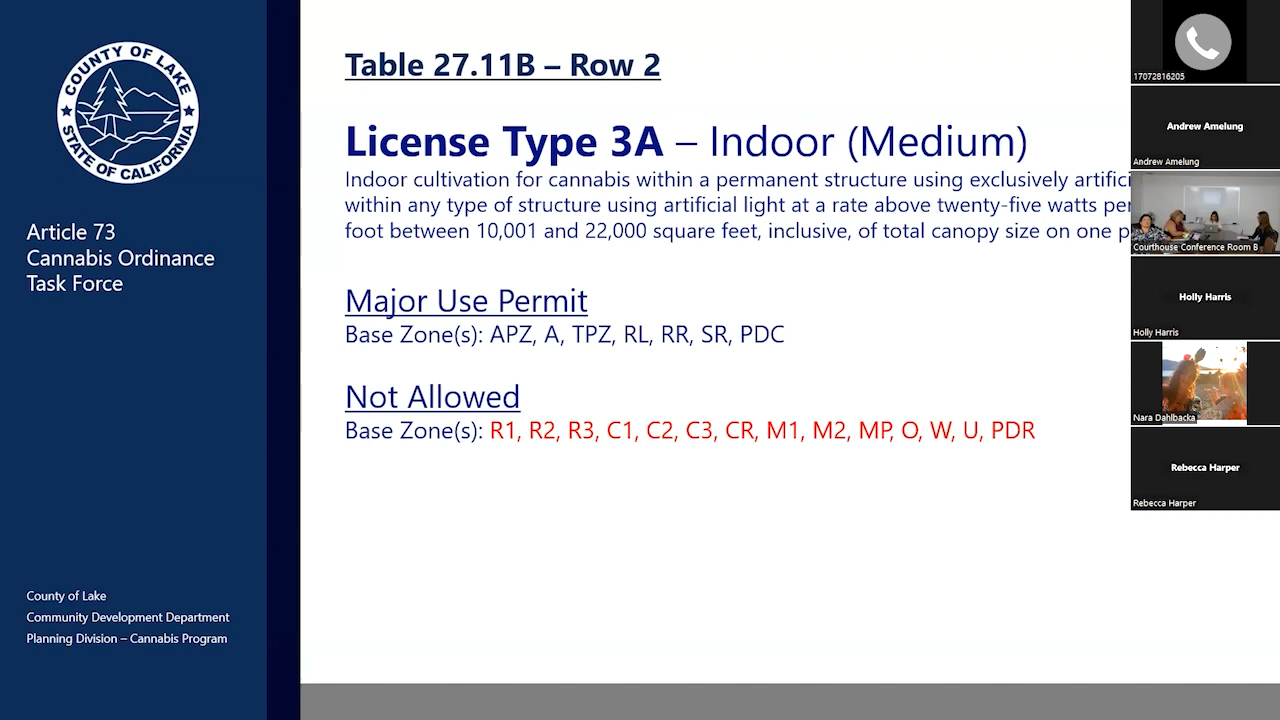 COUNTY OF LAKE
STATE OF CALIFORNIA
Article 73
Cannabis Ordinance
Task Force
County of Lake
Community Development Department
Planning Division – Cannabis Program
Table 27.11B – Row 2
License Type 3A – Indoor (Medium)
Indoor cultivation for cannabis within a permanent structure using exclusively
within any type of structure using artificial light at a rate above twenty-five watts
foot between 10,001 and 22,000 square feet, inclusive, of total canopy size on one
Major Use Permit
Base Zone(s): APZ, A, TPZ, RL, RR, SR, PDC
Not Allowed
Base Zone(s): R1, R2, R3, C1, C2, C3, CR, M1, M2, MP, O, W, U, PDR
17072816205
Andrew Amelung
Andrew Amelung
Courthouse Conference Room B
Holly Harris
Holly Harris
Nara Dahlbacka
Rebecca Harper
Rebecca Harper